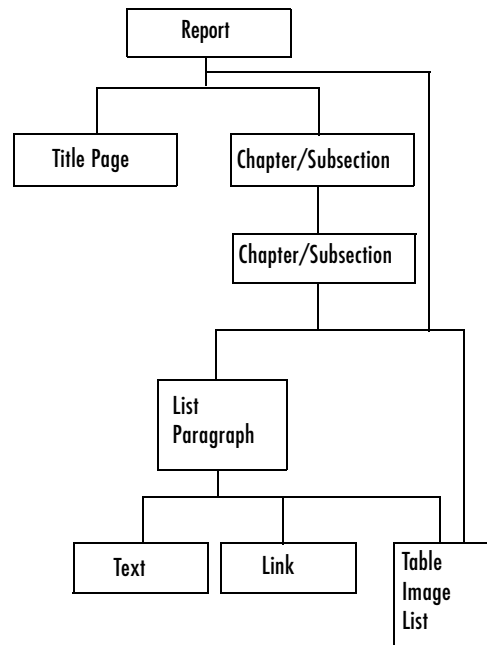 Report
Title Page
Chapter/Subsection
Chapter/Subsection
List
Paragraph
Text
Link
Table
Image
List